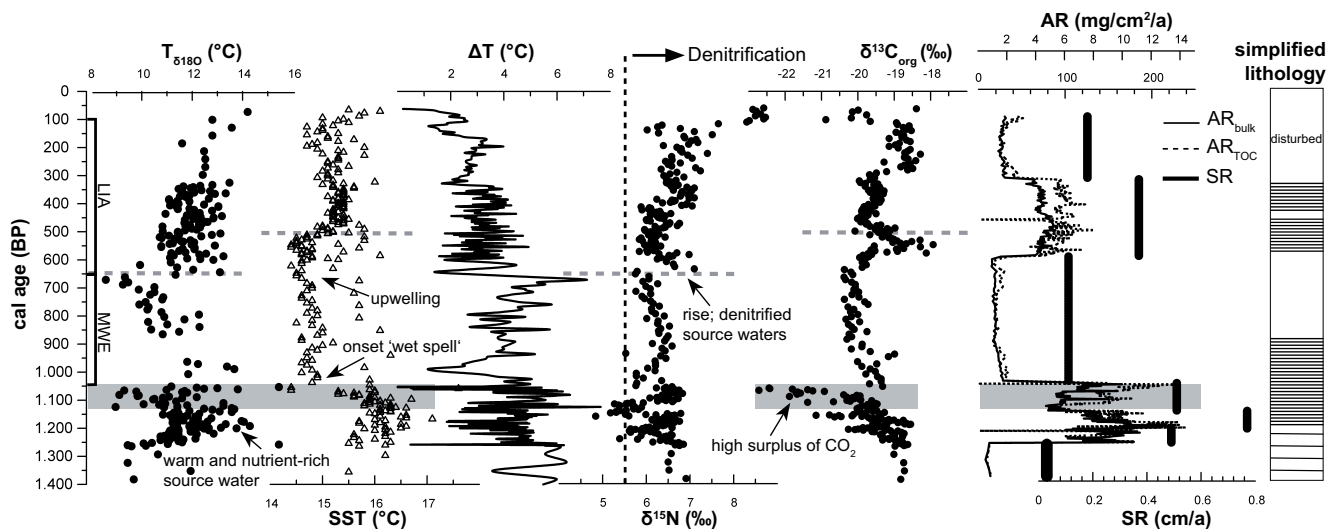 AR (mg/cm²/a)
T δ18O (°C)
ΔT (°C)
Denitrification
δ¹³C org (‰)
simplified
lithology
0 2 4 6 8 10 12 14
8 10 12 14 16
2 4 6 8
-22 -21 -20 -19 -18
0 100 200
cal age (BP)
0
100
200
300
400
500
600
700
800
900
1.000
1.100
1.200
1.300
1.400
LIA
MWE
AR bulk
AR TOC
SR
disturbed
upwelling
rise; denitrified
source waters
onset ‘wet spell‘
high surplus of CO₂
warm and nutrient-rich
source water
14 15 16 17
5 6 7 8
0 0.2 0.4 0.6 0.8
SST (°C)
δ¹⁵N (‰)
SR (cm/a)